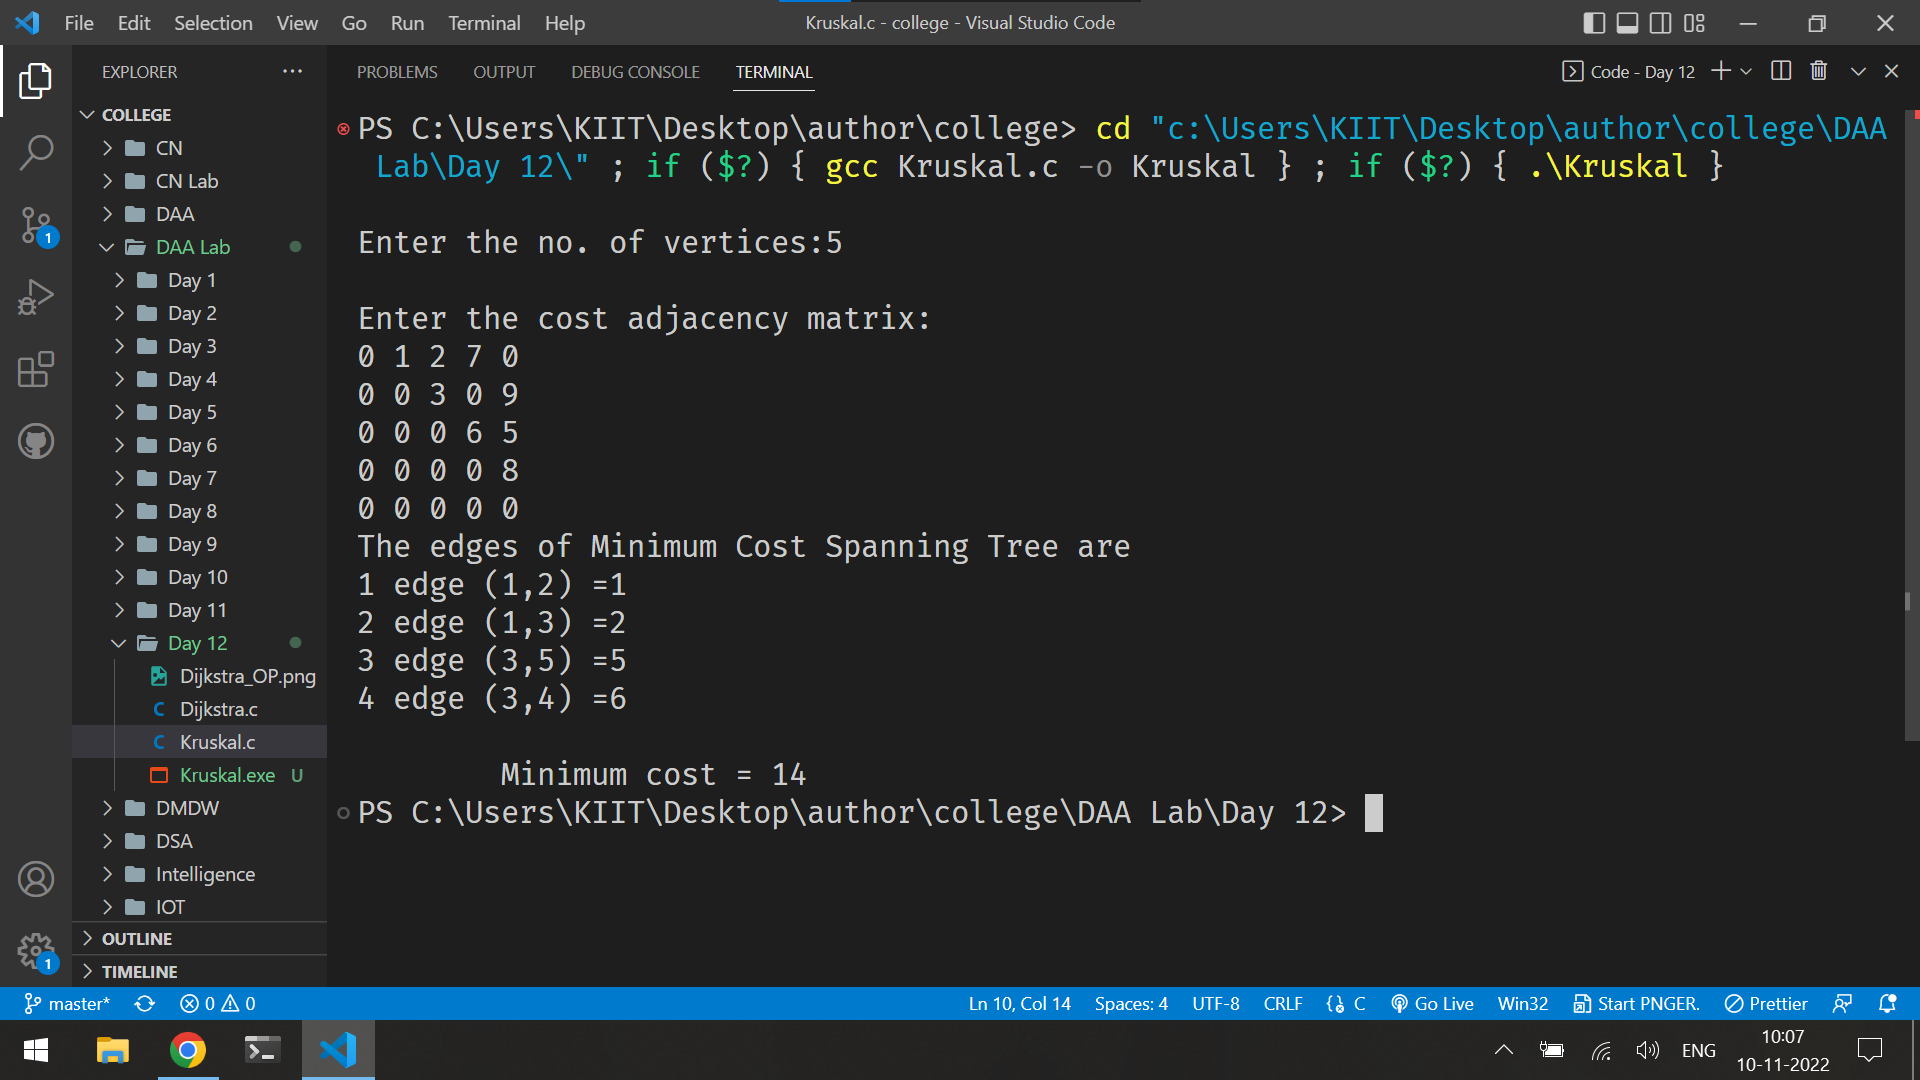 File Edit Selection View Go Run Terminal Help
Kruskal.c - college - Visual Studio Code
EXPLORER
COLLEGE
CN
CN Lab
DAA
DAA Lab
Day 1
Day 2
Day 3
Day 4
Day 5
Day 6
Day 7
Day 8
Day 9
Day 10
Day 11
Day 12
Dijkstra_OP.png
C Dijkstra.c
C Kruskal.c
Kruskal.exe U
DMDW
DSA
Intelligence
IOT
OUTLINE
TIMELINE
1
1
PROBLEMS OUTPUT DEBUG CONSOLE TERMINAL
Code - Day 12
PS C:\Users\KIIT\Desktop\author\college> cd "c:\Users\KIIT\Desktop\author\college\DAA
Lab\Day 12\" ; if ($?) { gcc Kruskal.c -o Kruskal } ; if ($?) { .\Kruskal }
Enter the no. of vertices:5
Enter the cost adjacency matrix:
0 1 2 7 0
0 0 3 0 9
0 0 0 6 5
0 0 0 0 8
0 0 0 0 0
The edges of Minimum Cost Spanning Tree are
1 edge (1,2) =1
2 edge (1,3) =2
3 edge (3,5) =5
4 edge (3,4) =6
Minimum cost = 14
PS C:\Users\KIIT\Desktop\author\college\DAA Lab\Day 12>
master* 0 0
Ln 10, Col 14 Spaces: 4 UTF-8 CRLF C Go Live Win32 Start PNGER. Prettier
ENG
10:07
10-11-2022